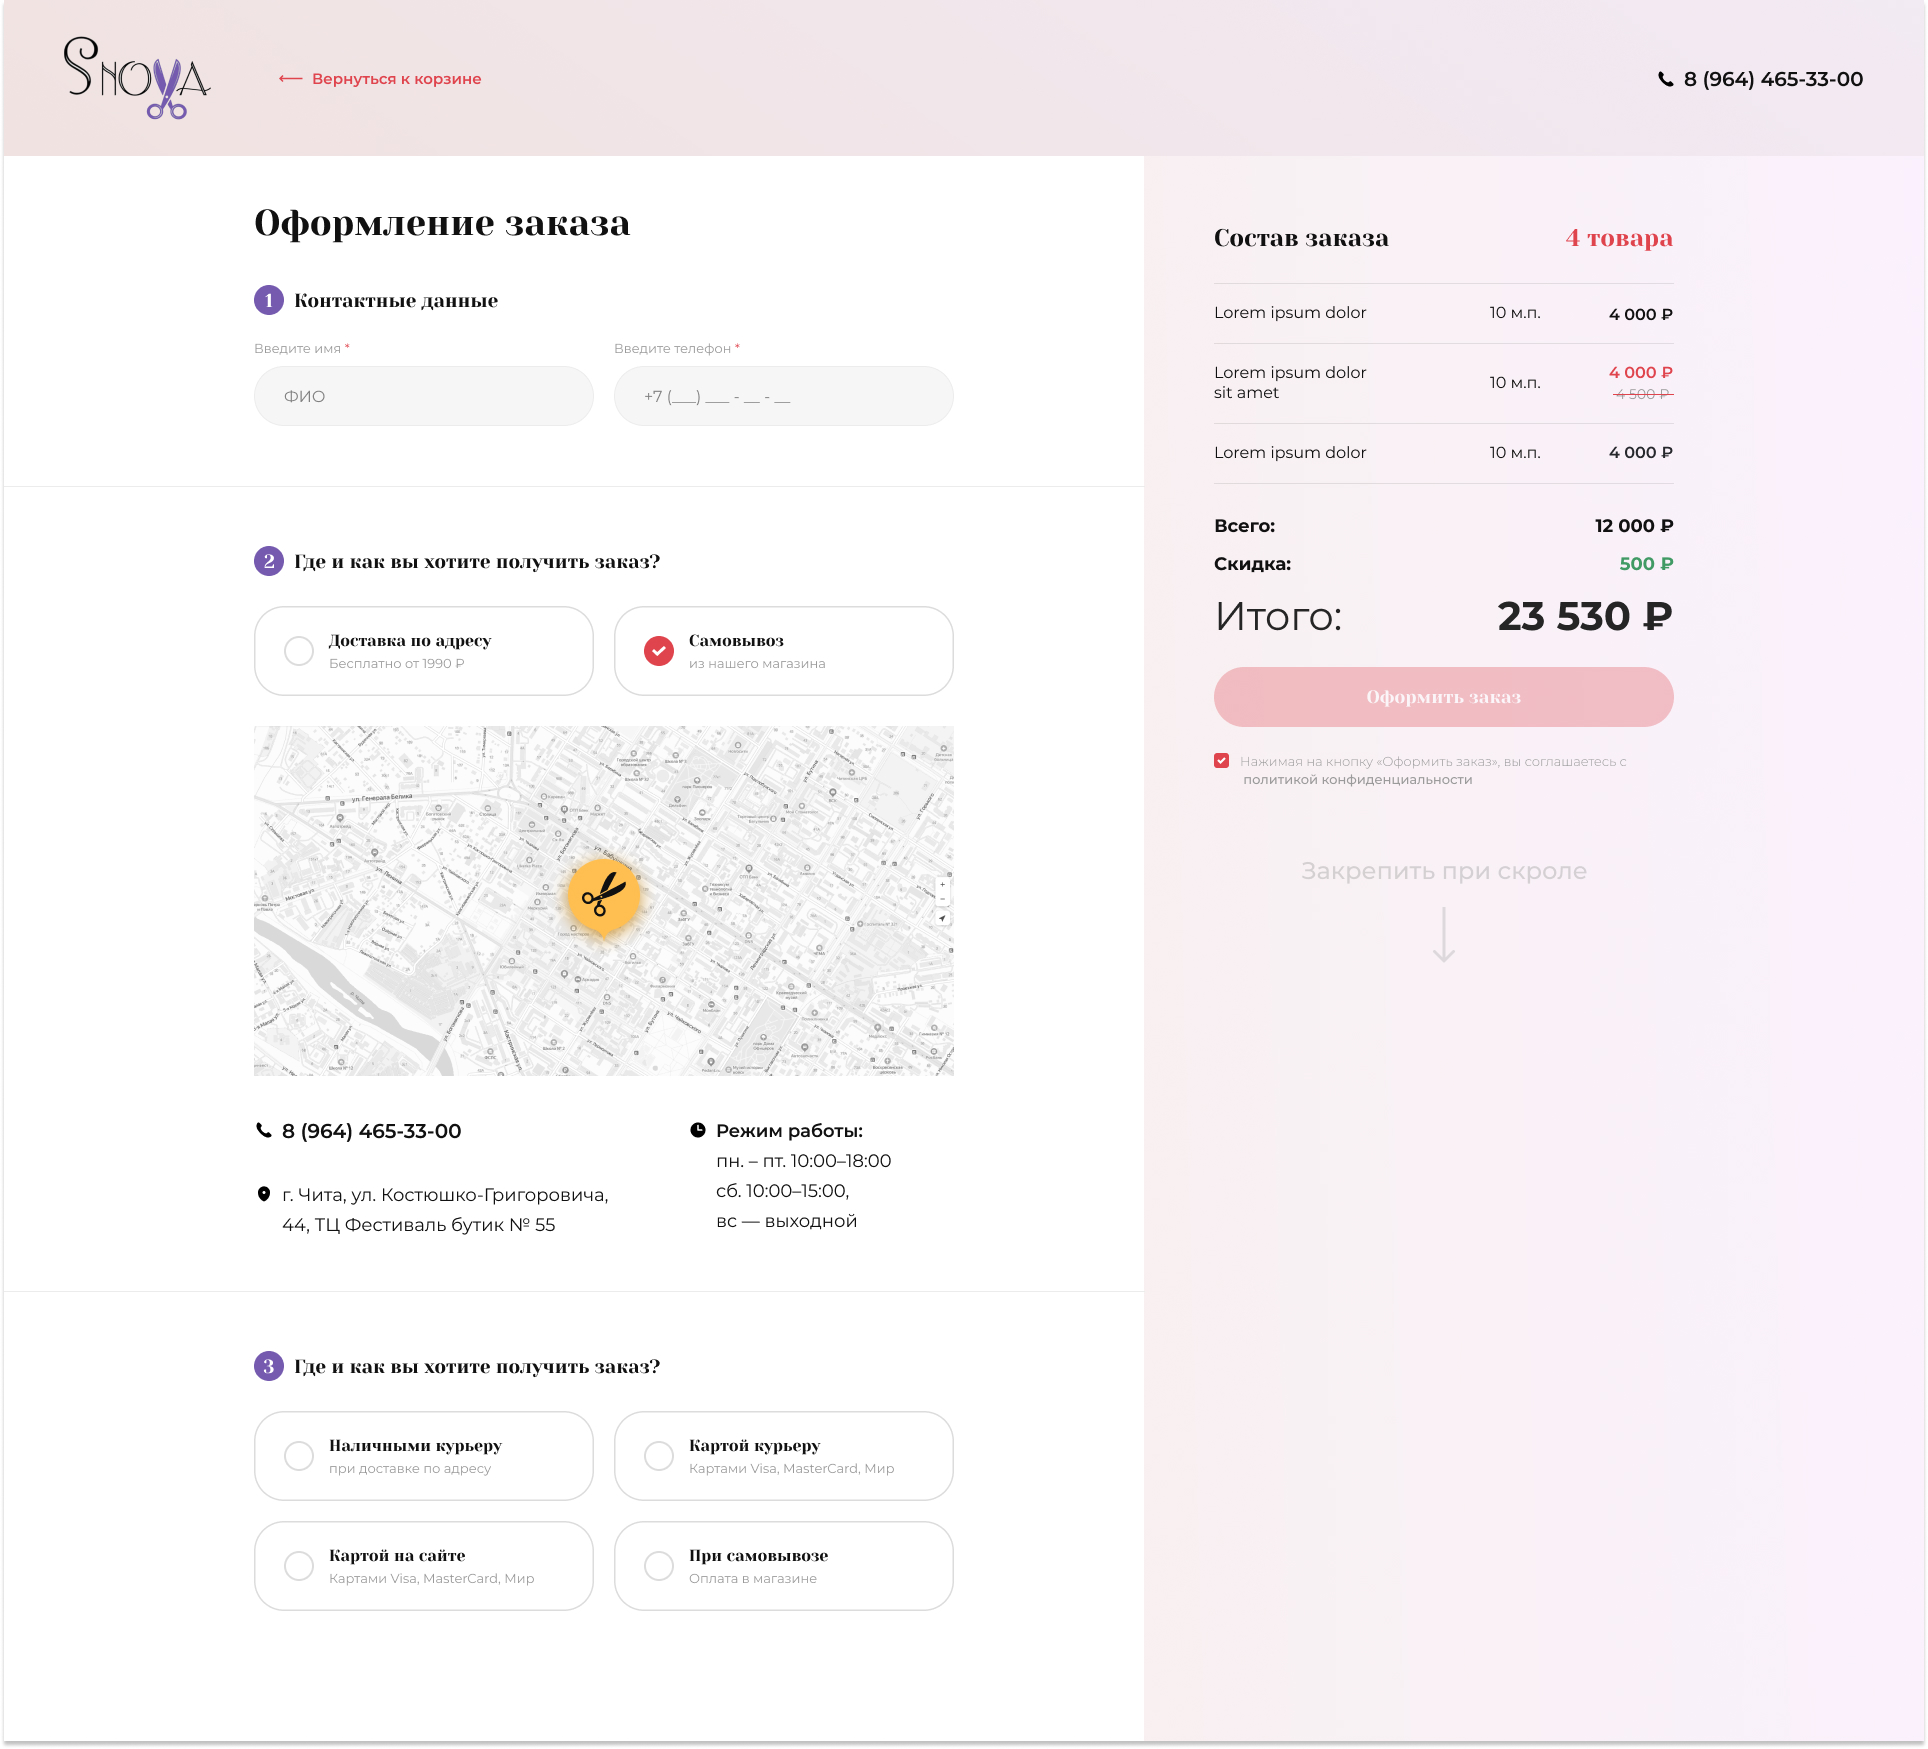 Snova
Вернуться к корзине
8 (964) 465-33-00
Оформление заказа
1 Контактные данные
Введите имя *
Введите телефон *
ФИО
+7 (___) ___ - __ - __
2 Где и как вы хотите получить заказ?
Доставка по адресу
Бесплатно от 1990 ₽
Самовывоз
из нашего магазина
ул. Генерала Белика
8 (964) 465-33-00
г. Чита, ул. Костюшко-Григоровича,
44, ТЦ Фестиваль бутик № 55
Режим работы:
пн. – пт. 10:00–18:00
сб. 10:00–15:00,
вс — выходной
3 Где и как вы хотите получить заказ?
Наличными курьеру
при доставке по адресу
Картой курьеру
Картами Visa, MasterCard, Мир
Картой на сайте
Картами Visa, MasterCard, Мир
При самовывозе
Оплата в магазине
Состав заказа 4 товара
Lorem ipsum dolor 10 м.п. 4 000 ₽
Lorem ipsum dolor
sit amet
10 м.п.
4 000 ₽
4 500 ₽
Lorem ipsum dolor 10 м.п. 4 000 ₽
Всего: 12 000 ₽
Скидка: 500 ₽
Итого: 23 530 ₽
Оформить заказ
Нажимая на кнопку «Оформить заказ», вы соглашаетесь с
политикой конфиденциальности
Закрепить при скроле